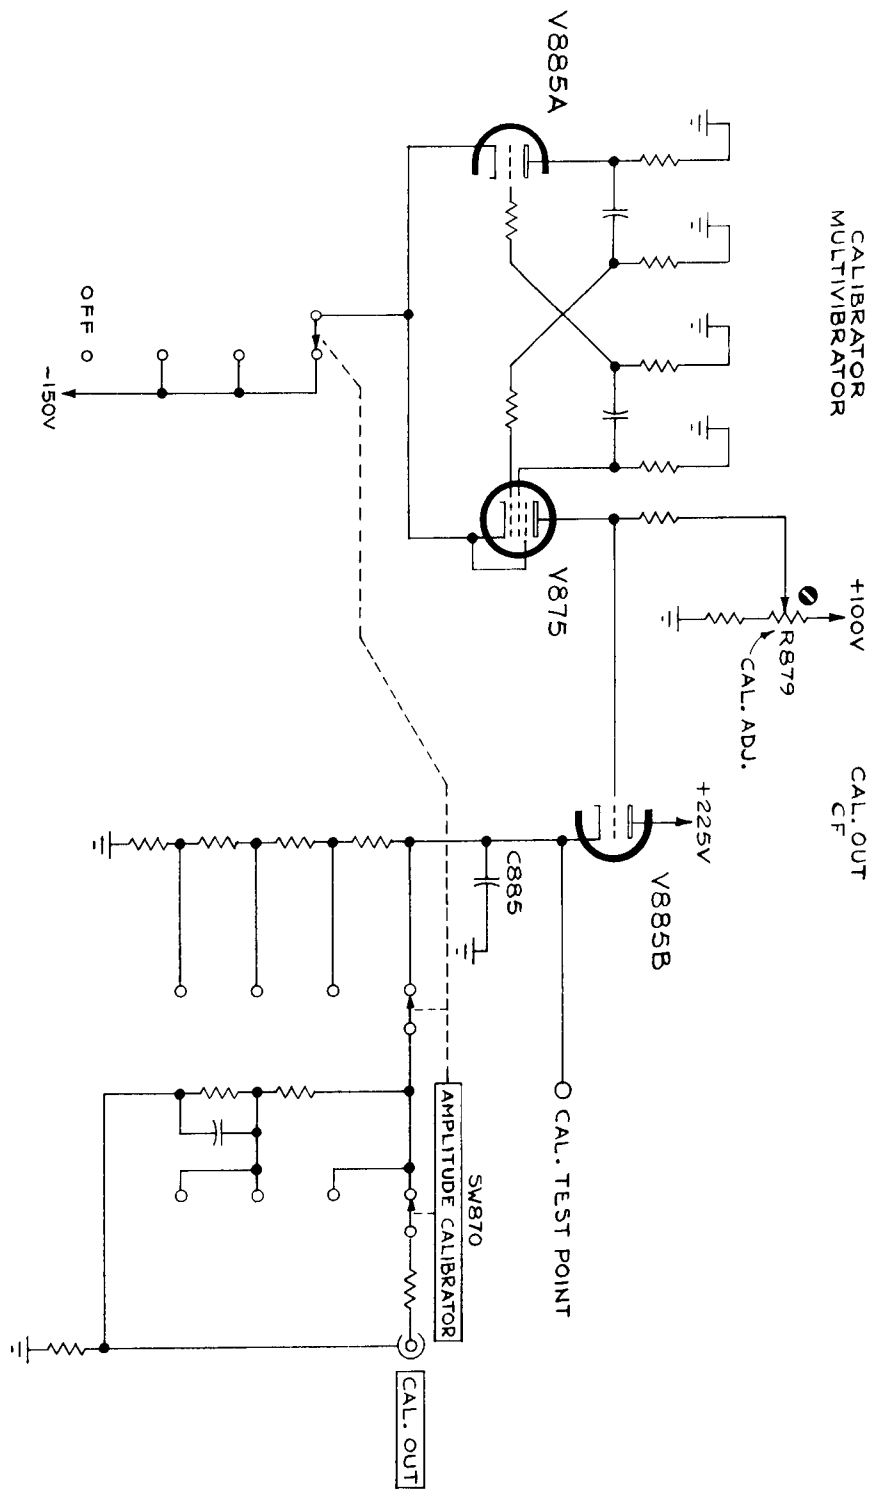 CALIBRATOR
MULTIVIBRATOR
CAL. OUT
CF
V885A
+100V
R879
CAL. ADJ.
+225V
V875
V885B
C885
CAL. TEST POINT
SW870
AMPLITUDE CALIBRATOR
CAL. OUT
OFF
-150V